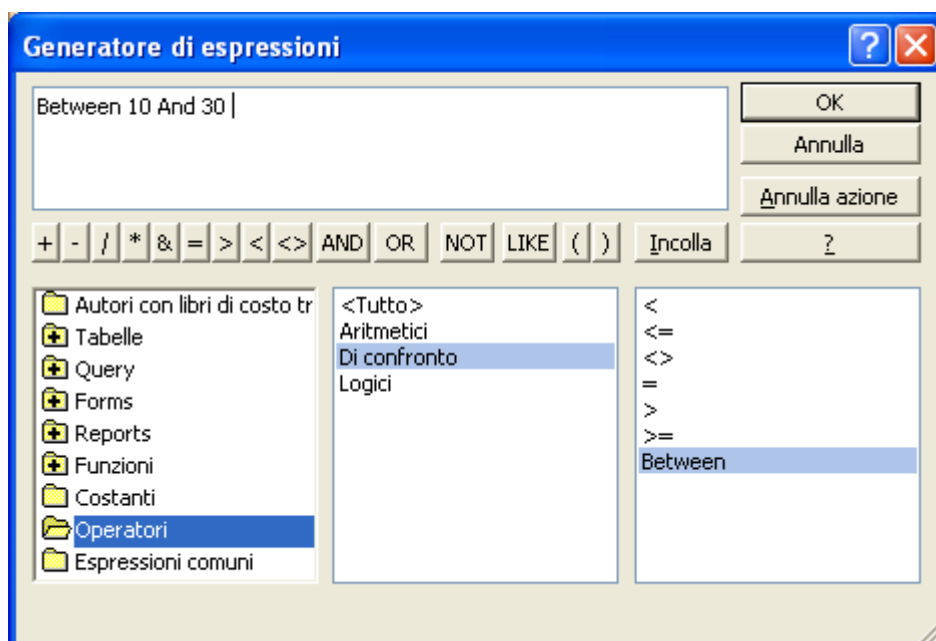 Generatore di espressioni
?
Between 10 And 30
OK
Annulla
Annulla azione
+ - / * & = > < <> AND OR NOT LIKE ( ) Incolla ?
Autori con libri di costo tr
Tabelle
Query
Forms
Reports
Funzioni
Costanti
Operatori
Espressioni comuni
<Tutto>
Aritmetici
Di confronto
Logici
<
<=
<>
=
>
>=
Between